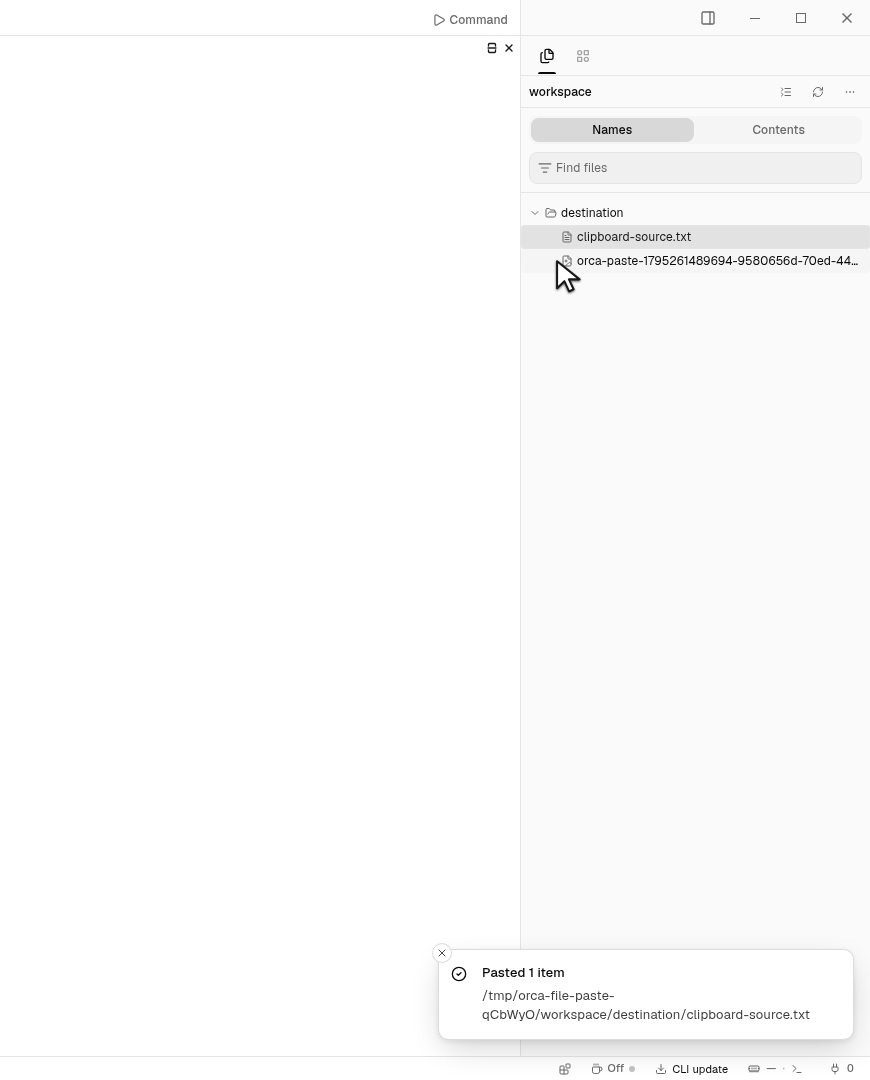 Command
workspace
Names
Contents
Find files
destination
clipboard-source.txt
orca-paste-1795261489694-9580656d-70ed-44…
Pasted 1 item
/tmp/orca-file-paste-
qCbWyO/workspace/destination/clipboard-source.txt
Off
CLI update
0